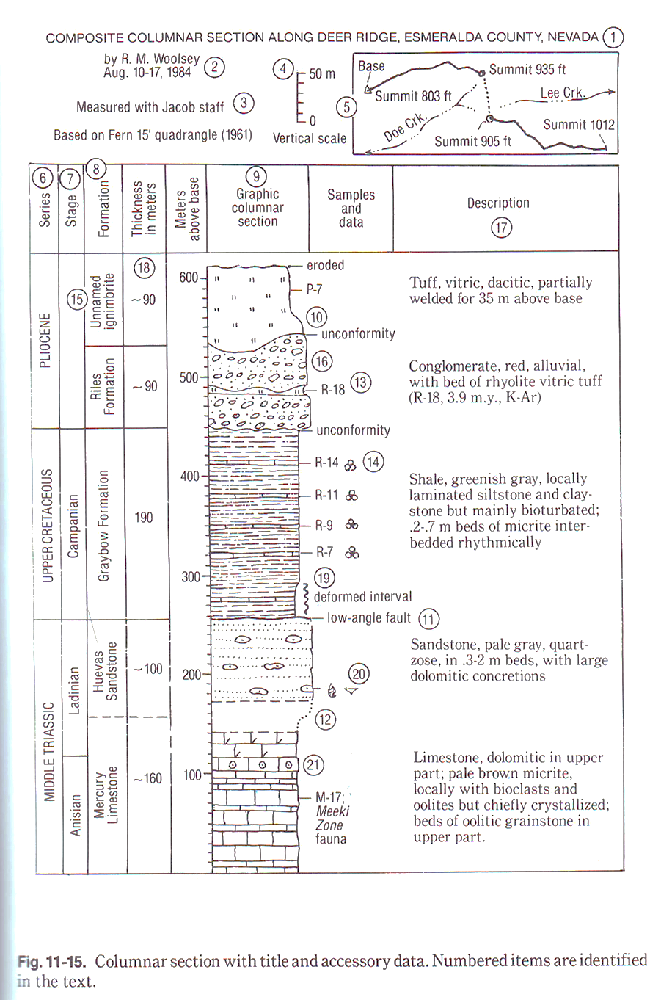 COMPOSITE COLUMNAR SECTION ALONG DEER RIDGE, ESMERALDA COUNTY, NEVADA 1
by R. M. Woolsey
Aug. 10-17, 1984 2
Measured with Jacob staff 3
Based on Fern 15' quadrangle (1961)
4
50 m
0
Vertical scale
5
Base
Summit 935 ft
Summit 803 ft
Lee Crk.
Doe Crk.
Summit 1012
Summit 905 ft
6 Series
7 Stage
8 Formation
Thickness
in meters
Meters
above base
9
Graphic
columnar
section
Samples
and
data
Description
17
PLIOCENE
15
Unnamed
ignimbrite
18
~90
600
eroded
P-7
10
unconformity
Tuff, vitric, dacitic, partially
welded for 35 m above base
Riles
Formation
~90
500
16
R-18 13
unconformity
Conglomerate, red, alluvial,
with bed of rhyolite vitric tuff
(R-18, 3.9 m.y., K-Ar)
UPPER CRETACEOUS
Campanian
Graybow Formation
190
400
300
R-14 14
R-11
R-9
R-7
19
deformed interval
low-angle fault 11
Shale, greenish gray, locally
laminated siltstone and clay-
stone but mainly bioturbated;
.2-.7 m beds of micrite inter-
bedded rhythmically
MIDDLE TRIASSIC
Ladinian
Huevas
Sandstone
~100
200
20
12
Sandstone, pale gray, quart-
zose, in .3-2 m beds, with large
dolomitic concretions
Anisian
Mercury
Limestone
~160
100
21
M-17;
Meeki
Zone
fauna
Limestone, dolomitic in upper
part; pale brown micrite,
locally with bioclasts and
oolites but chiefly crystallized;
beds of oolitic grainstone in
upper part.
Fig. 11-15. Columnar section with title and accessory data. Numbered items are identified
in the text.